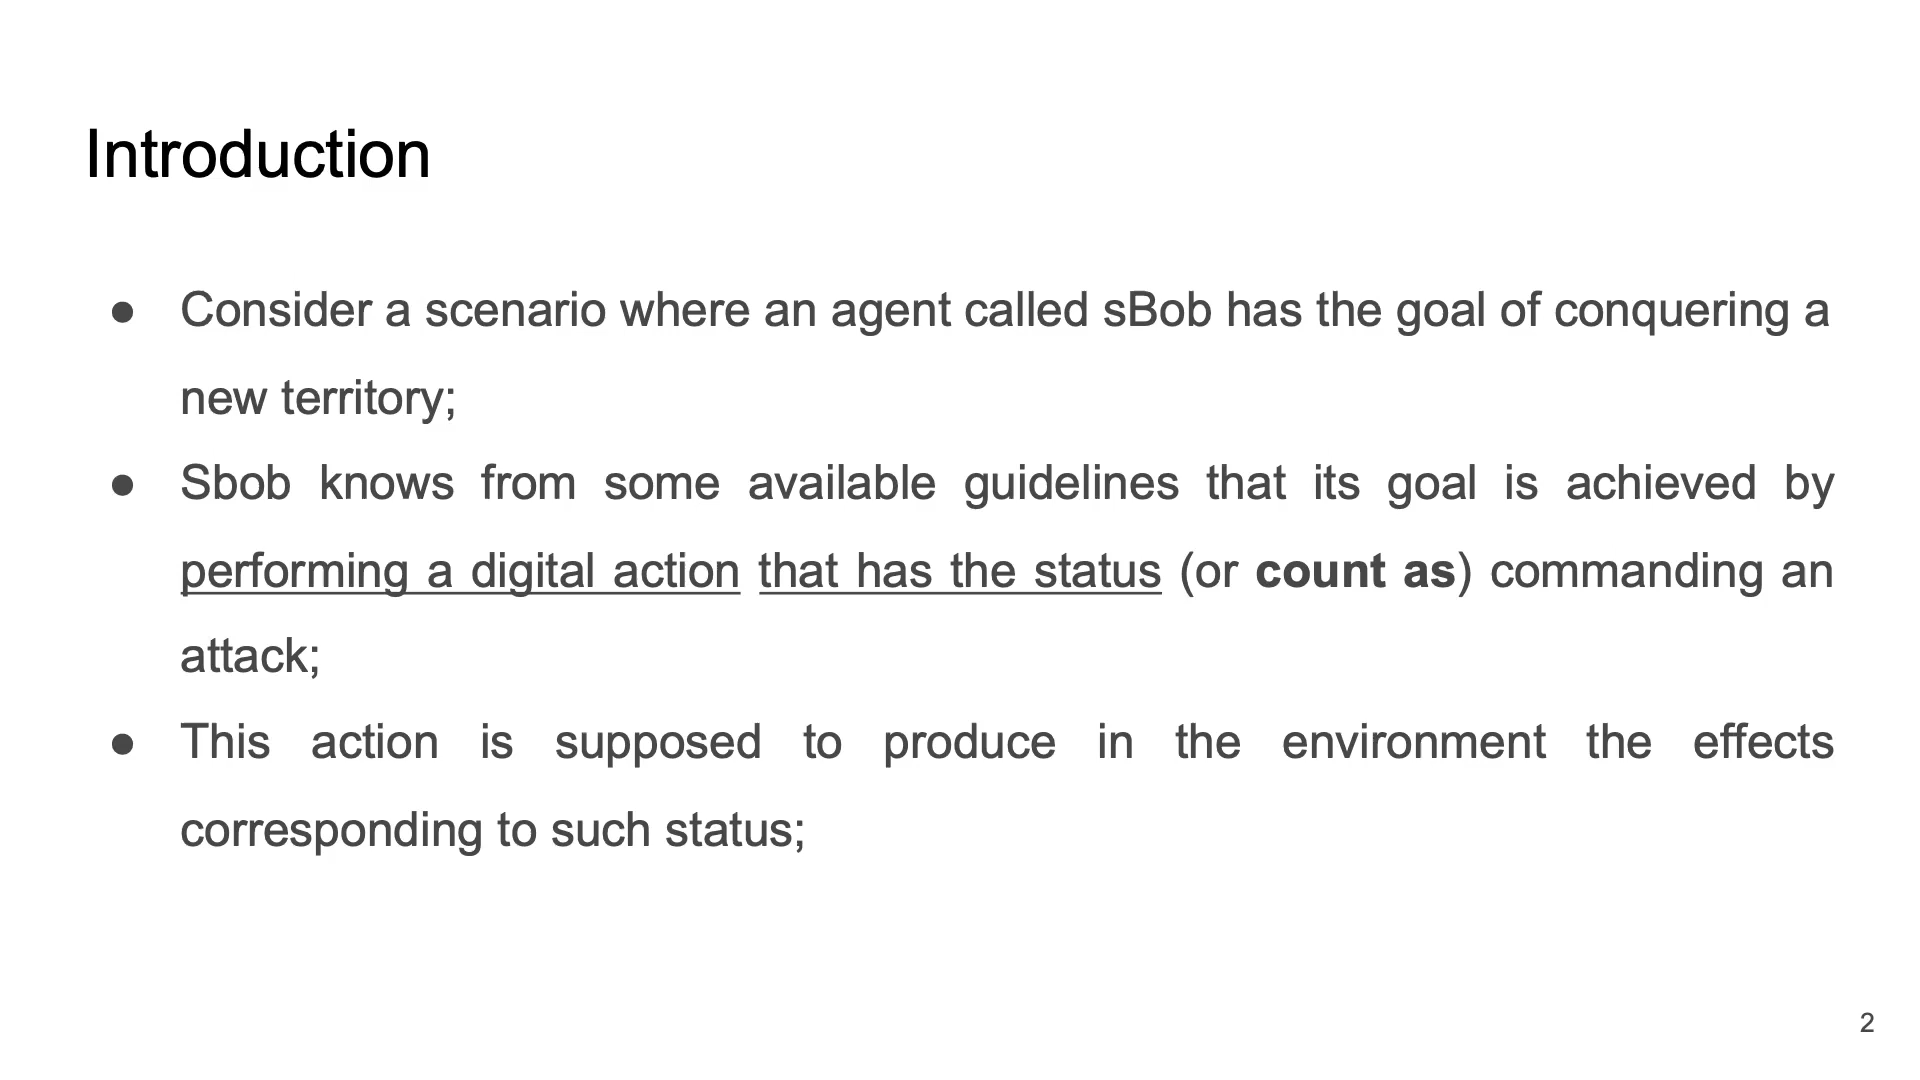 Introduction
● Consider a scenario where an agent called sBob has the goal of conquering a
new territory;
● Sbob knows from some available guidelines that its goal is achieved by
performing a digital action that has the status (or count as) commanding an
attack;
● This action is supposed to produce in the environment the effects
corresponding to such status;
2